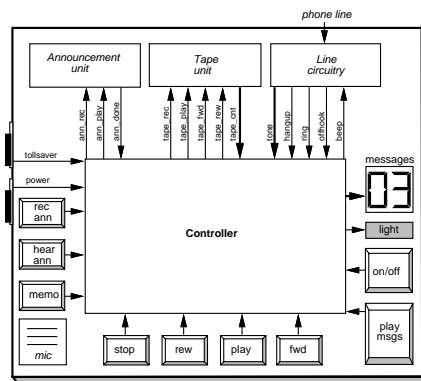 phone line
Announcement
unit
Tape
unit
Line
circuitry
ann_rec
ann_play
ann_done
tape_rec
tape_play
tape_fwd
tape_rew
tape_cnt
tone
hangup
ring
offhook
beep
tollsaver
power
messages
03
rec
ann
Controller
light
hear
ann
on/off
memo
play
msgs
mic
stop
rew
play
fwd